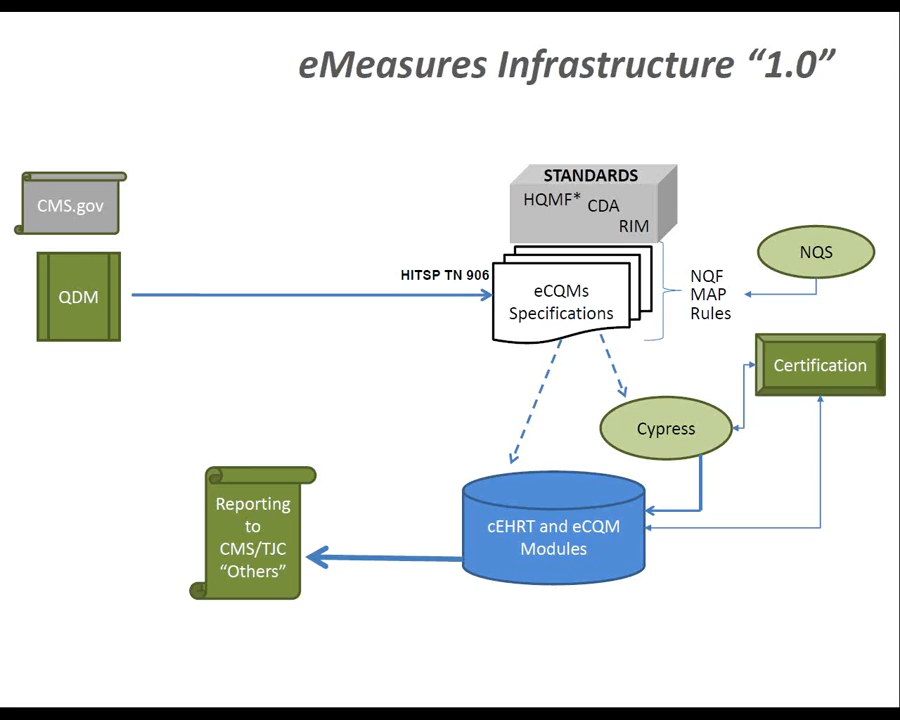 eMeasures Infrastructure “1.0”
STANDARDS
HQMF*
CDA
RIM
CMS.gov
QDM
HITSP TN 906
eCQMs
Specifications
NQF
MAP
Rules
NQS
Certification
Cypress
cEHRT and eCQM
Modules
Reporting
to
CMS/TJC
“Others”